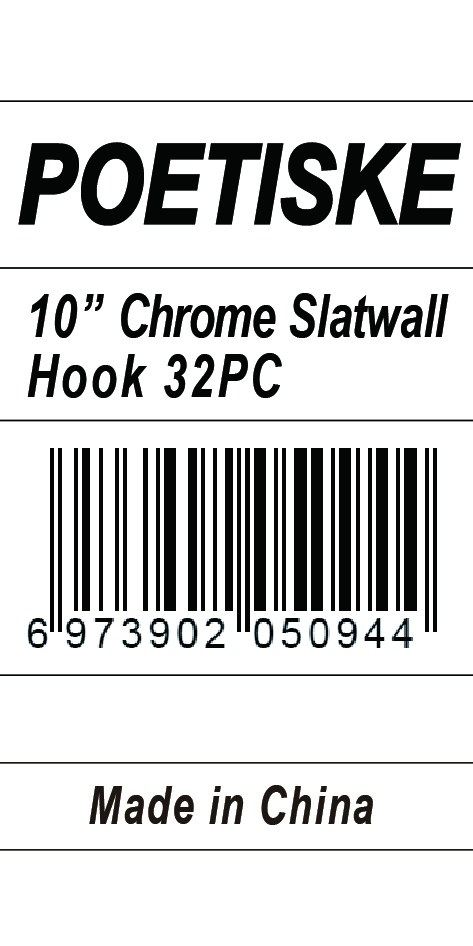 POETISKE
10” Chrome Slatwall
Hook 32PC
6 973902 050944
Made in China